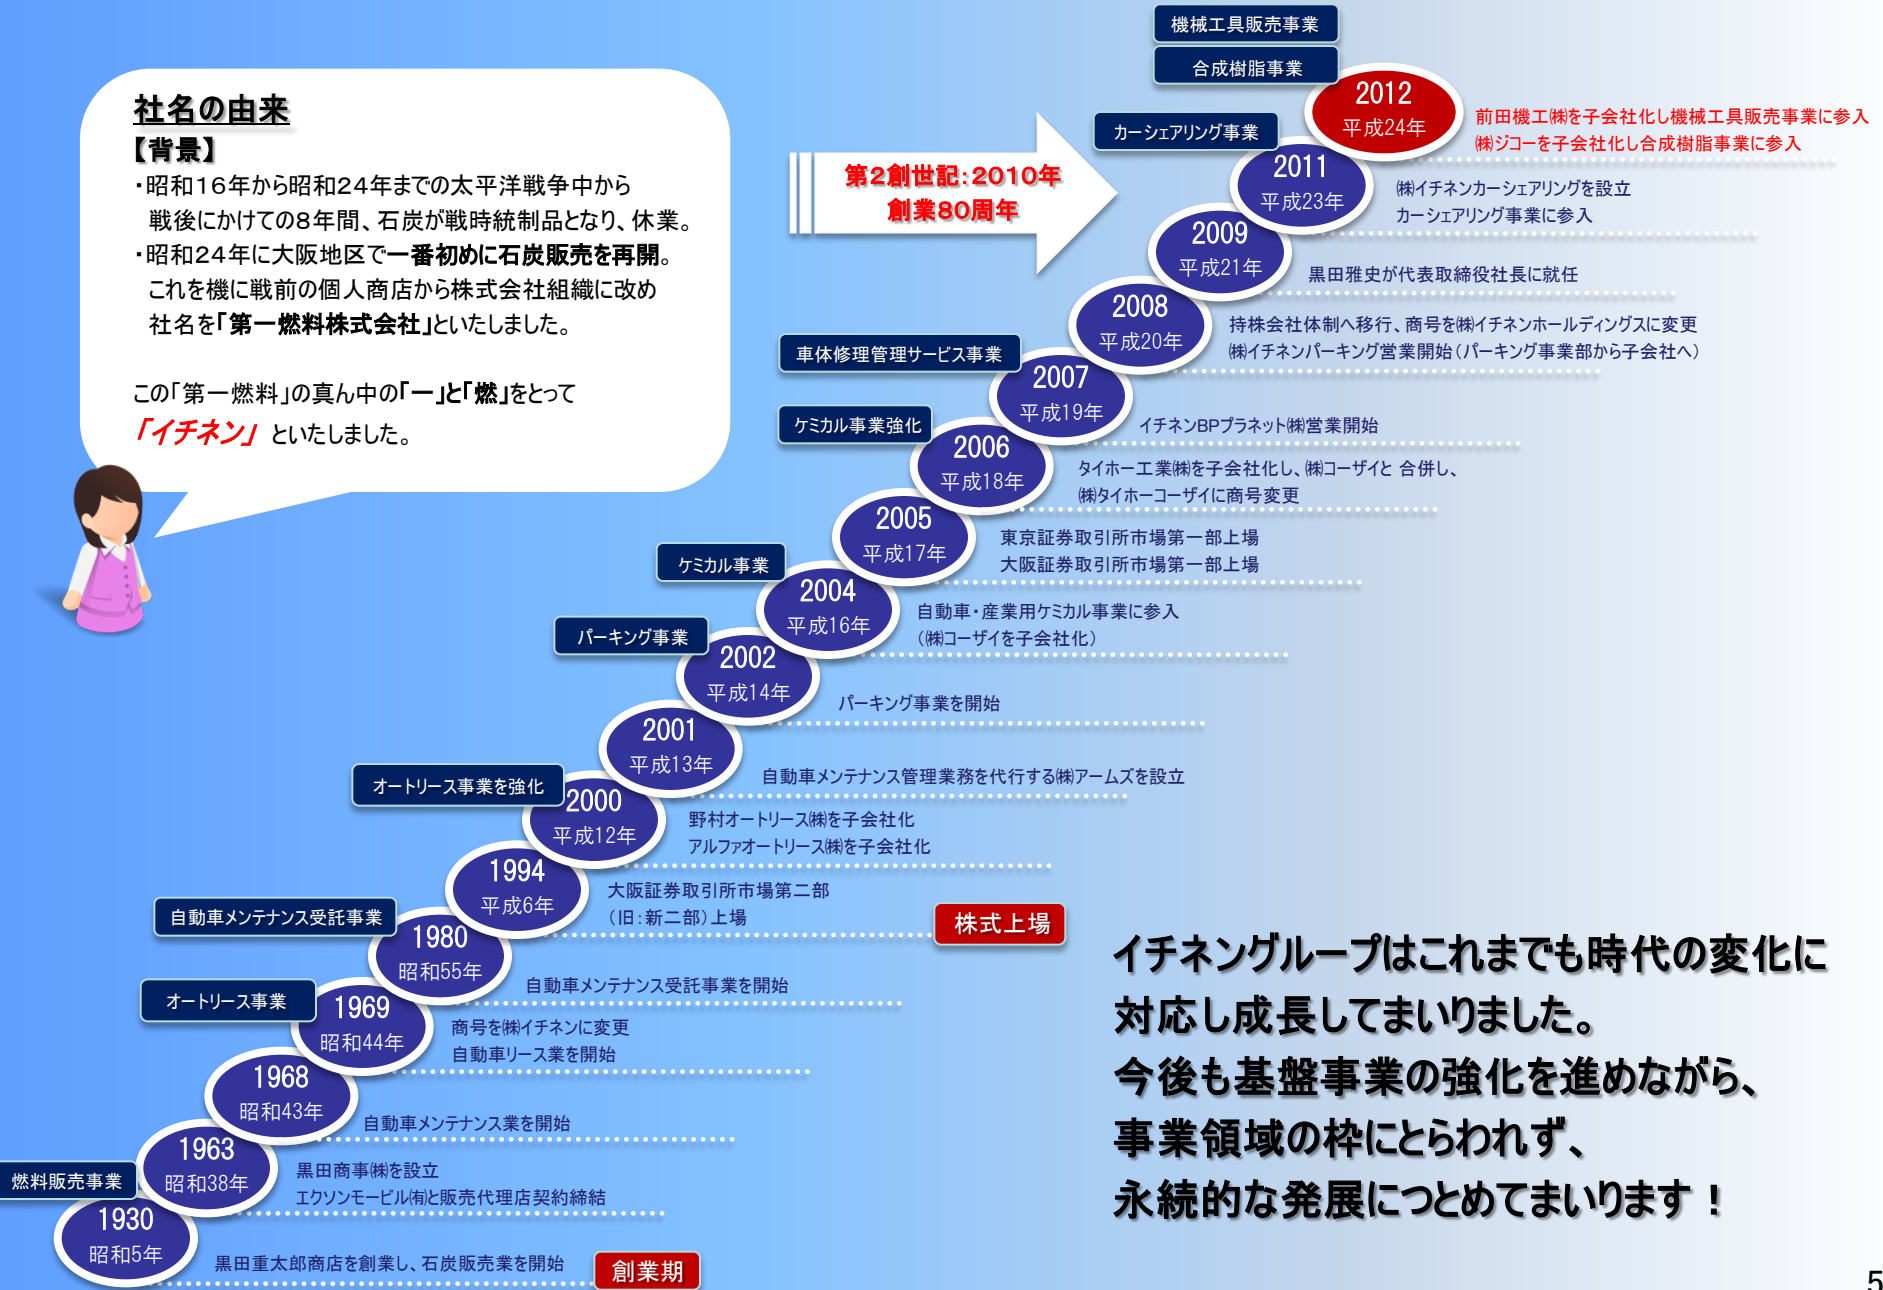 機械工具販売事業
合成樹脂事業
2012
平成24年
前田機工㈱を子会社化し機械工具販売事業に参入
㈱ジコーを子会社化し合成樹脂事業に参入
カーシェアリング事業
2011
平成23年
㈱イチネンカーシェアリングを設立
カーシェアリング事業に参入
社名の由来
【背景】
・昭和16年から昭和24年までの太平洋戦争中から
戦後にかけての8年間、石炭が戦時統制品となり、休業。
・昭和24年に大阪地区で一番初めに石炭販売を再開。
これを機に戦前の個人商店から株式会社組織に改め
社名を「第一燃料株式会社」といたしました。
この「第一燃料」の真ん中の「一」と「燃」をとって
「イチネン」 といたしました。
第2創世記：2010年
創業80周年
2009
平成21年
黒田雅史が代表取締役社長に就任
2008
平成20年
持株会社体制へ移行、商号を㈱イチネンホールディングスに変更
㈱イチネンパーキング営業開始（パーキング事業部から子会社へ）
車体修理管理サービス事業
2007
平成19年
イチネンBPプラネット㈱営業開始
ケミカル事業強化
2006
平成18年
タイホー工業㈱を子会社化し、㈱コーザイと 合併し、
㈱タイホーコーザイに商号変更
2005
平成17年
東京証券取引所市場第一部上場
大阪証券取引所市場第一部上場
ケミカル事業
2004
平成16年
自動車・産業用ケミカル事業に参入
（㈱コーザイを子会社化）
パーキング事業
2002
平成14年
パーキング事業を開始
2001
平成13年
自動車メンテナンス管理業務を代行する㈱アームズを設立
オートリース事業を強化
2000
平成12年
野村オートリース㈱を子会社化
アルファオートリース㈱を子会社化
1994
平成6年
大阪証券取引所市場第二部
（旧：新二部）上場
株式上場
自動車メンテナンス受託事業
1980
昭和55年
自動車メンテナンス受託事業を開始
オートリース事業
1969
昭和44年
商号を㈱イチネンに変更
自動車リース業を開始
1968
昭和43年
自動車メンテナンス業を開始
1963
昭和38年
黒田商事㈱を設立
エクソンモービル㈲と販売代理店契約締結
燃料販売事業
1930
昭和5年
黒田重太郎商店を創業し、石炭販売業を開始
創業期
イチネングループはこれまでも時代の変化に
対応し成長してまいりました。
今後も基盤事業の強化を進めながら、
事業領域の枠にとらわれず、
永続的な発展につとめてまいります！
5